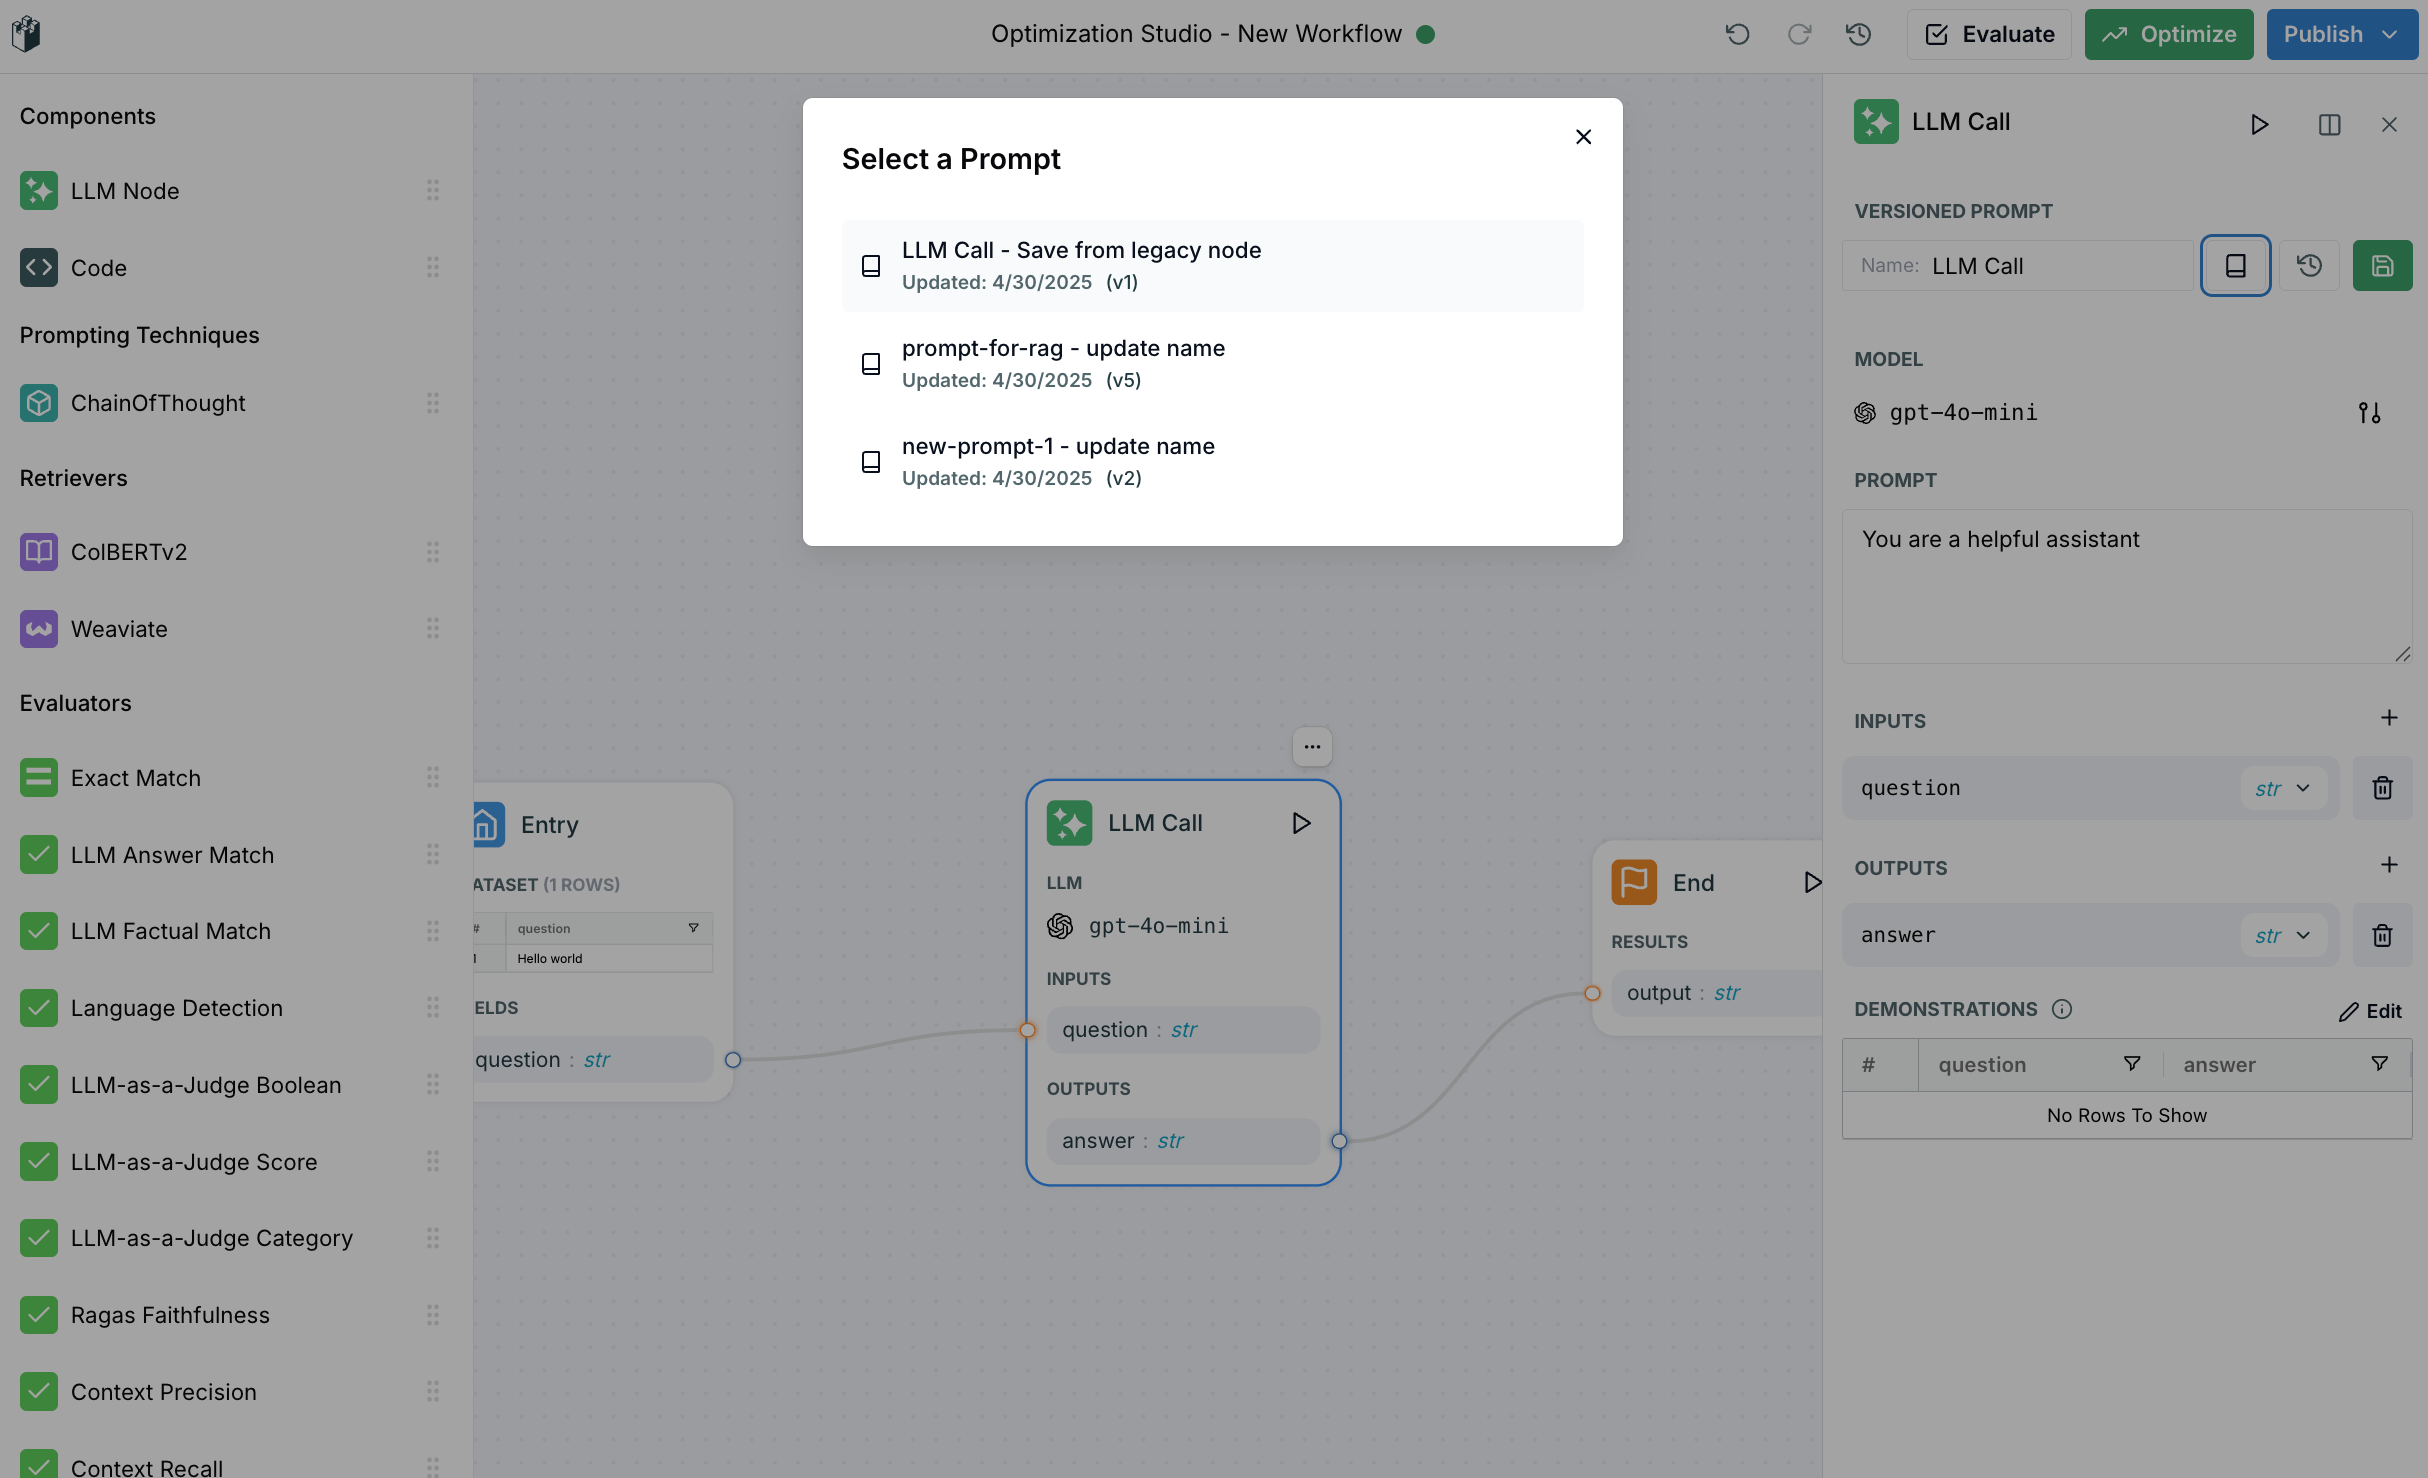 Optimization Studio - New Workflow
Evaluate
Optimize
Publish
Components
LLM Node
Code
Prompting Techniques
ChainOfThought
Retrievers
ColBERTv2
Weaviate
Evaluators
Exact Match
LLM Answer Match
LLM Factual Match
Language Detection
LLM-as-a-Judge Boolean
LLM-as-a-Judge Score
LLM-as-a-Judge Category
Ragas Faithfulness
Context Precision
Context Recall
Select a Prompt
LLM Call - Save from legacy node
Updated: 4/30/2025 (v1)
prompt-for-rag - update name
Updated: 4/30/2025 (v5)
new-prompt-1 - update name
Updated: 4/30/2025 (v2)
Entry
ATASET (1 ROWS)
# question
1 Hello world
ELDS
question : str
LLM Call
LLM
gpt-4o-mini
INPUTS
question : str
OUTPUTS
answer : str
End
RESULTS
output : str
LLM Call
VERSIONED PROMPT
Name: LLM Call
MODEL
gpt-4o-mini
PROMPT
You are a helpful assistant
INPUTS
question str
OUTPUTS
answer str
DEMONSTRATIONS Edit
# question answer
No Rows To Show